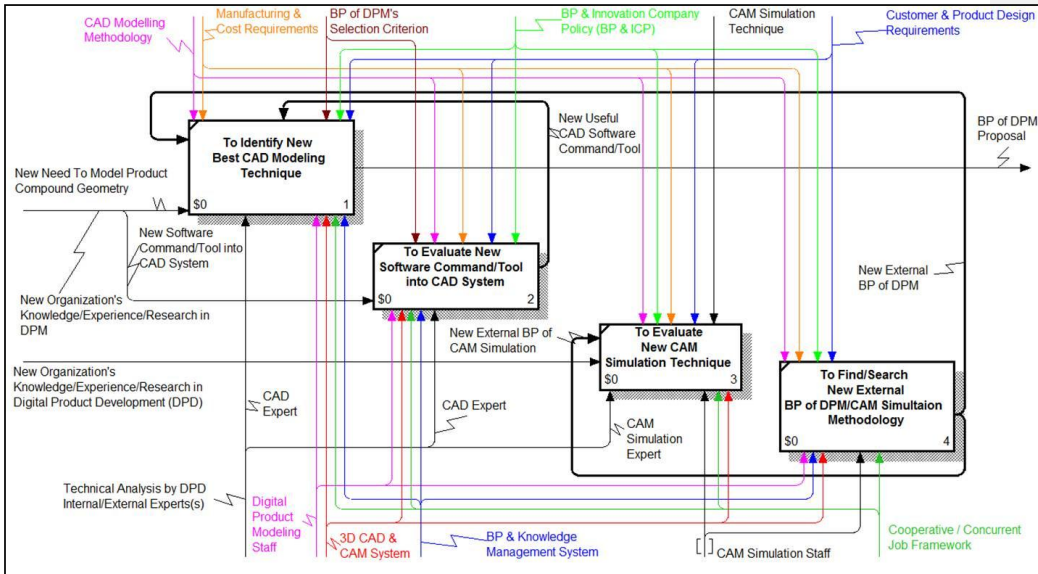 CAD Modelling
Methodology
Manufacturing &
Cost Requirements
BP of DPM's
Selection Criterion
BP & Innovation Company
Policy (BP & ICP)
CAM Simulation
Technique
Customer & Product Design
Requirements
To Identify New
Best CAD Modeling
Technique
$0
1
New Useful
CAD Software
Command/Tool
BP of DPM
Proposal
New Need To Model Product
Compound Geometry
New Software
Command/Tool into
CAD System
To Evaluate New
Software Command/Tool
into CAD System
$0
2
New External
BP of DPM
New Organization's
Knowledge/Experience/Research in
DPM
New External BP of
CAM Simulation
To Evaluate
New CAM
Simulation Technique
$0
3
New Organization's
Knowledge/Experience/Research in
Digital Product Development (DPD)
CAD
Expert
CAD Expert
CAM
Simulation
Expert
To Find/Search
New External
BP of DPM/CAM Simultaion
Methodology
$0
4
Technical Analysis by DPD
Internal/External Experts(s)
Digital
Product
Modeling
Staff
3D CAD &
CAM System
BP & Knowledge
Management System
CAM Simulation Staff
Cooperative / Concurrent
Job Framework